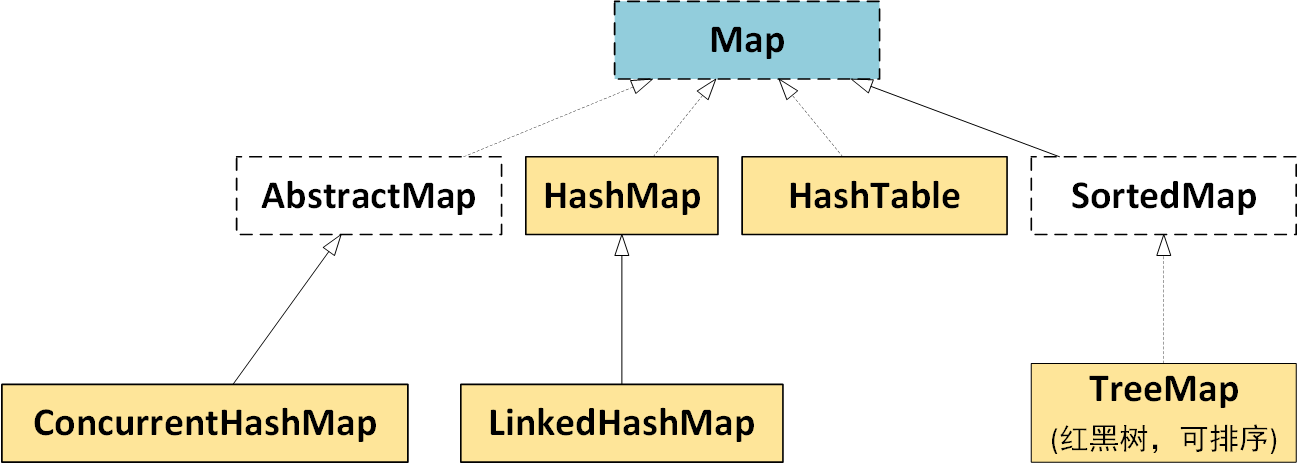 Map
AbstractMap
HashMap
HashTable
SortedMap
ConcurrentHashMap
LinkedHashMap
TreeMap
(红黑树，可排序)